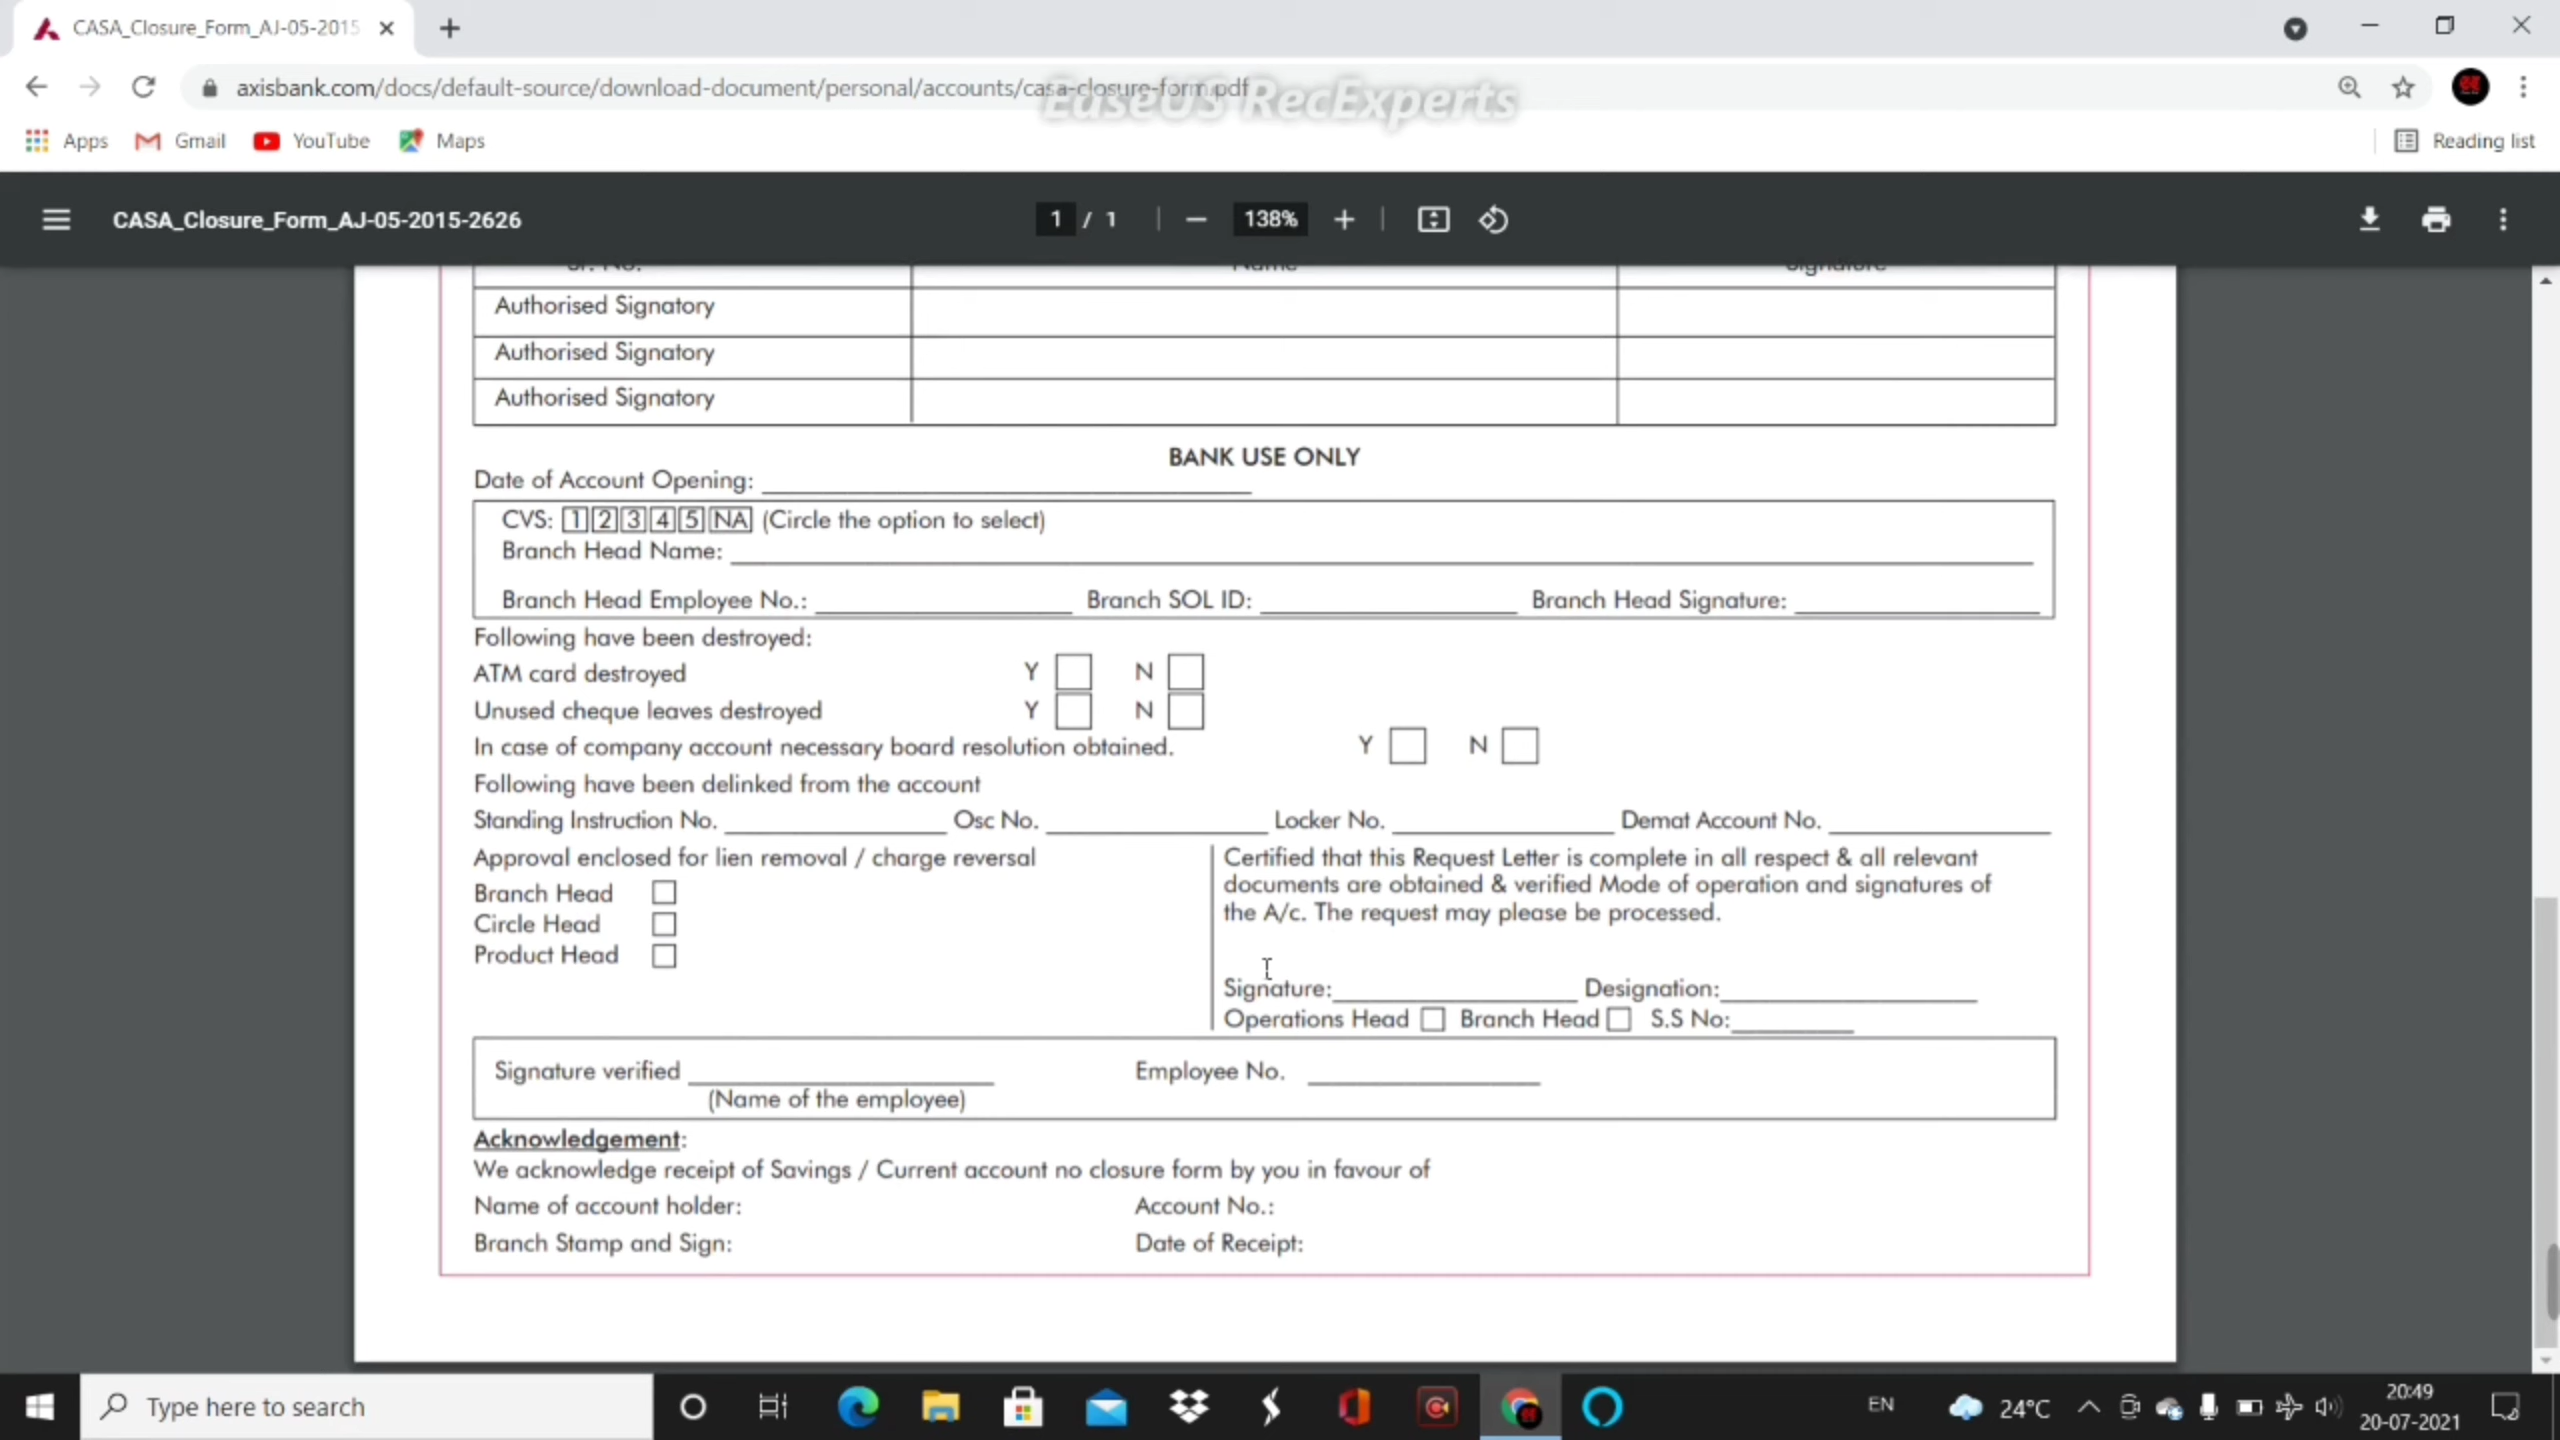 CASA_Closure_Form_AJ-05-2015
axisbank.com/docs/default-source/download-document/personal/accounts/casa-closure-form.pdf
EaseUS RecExperts
Apps Gmail YouTube Maps Reading list
CASA_Closure_Form_AJ-05-2015-2626 1 / 1 138%
Sr. No. Name Signature
Authorised Signatory
Authorised Signatory
Authorised Signatory
BANK USE ONLY
Date of Account Opening:
CVS: 1 2 3 4 5 NA (Circle the option to select)
Branch Head Name:
Branch Head Employee No.: Branch SOL ID: Branch Head Signature:
Following have been destroyed:
ATM card destroyed Y N
Unused cheque leaves destroyed Y N
In case of company account necessary board resolution obtained. Y N
Following have been delinked from the account
Standing Instruction No. Osc No. Locker No. Demat Account No.
Approval enclosed for lien removal / charge reversal
Branch Head
Circle Head
Product Head
Certified that this Request Letter is complete in all respect & all relevant
documents are obtained & verified Mode of operation and signatures of
the A/c. The request may please be processed.
Signature: Designation:
Operations Head Branch Head S.S No:
Signature verified Employee No.
(Name of the employee)
Acknowledgement:
We acknowledge receipt of Savings / Current account no closure form by you in favour of
Name of account holder: Account No.:
Branch Stamp and Sign: Date of Receipt:
Type here to search EN 24°C 20:49
20-07-2021